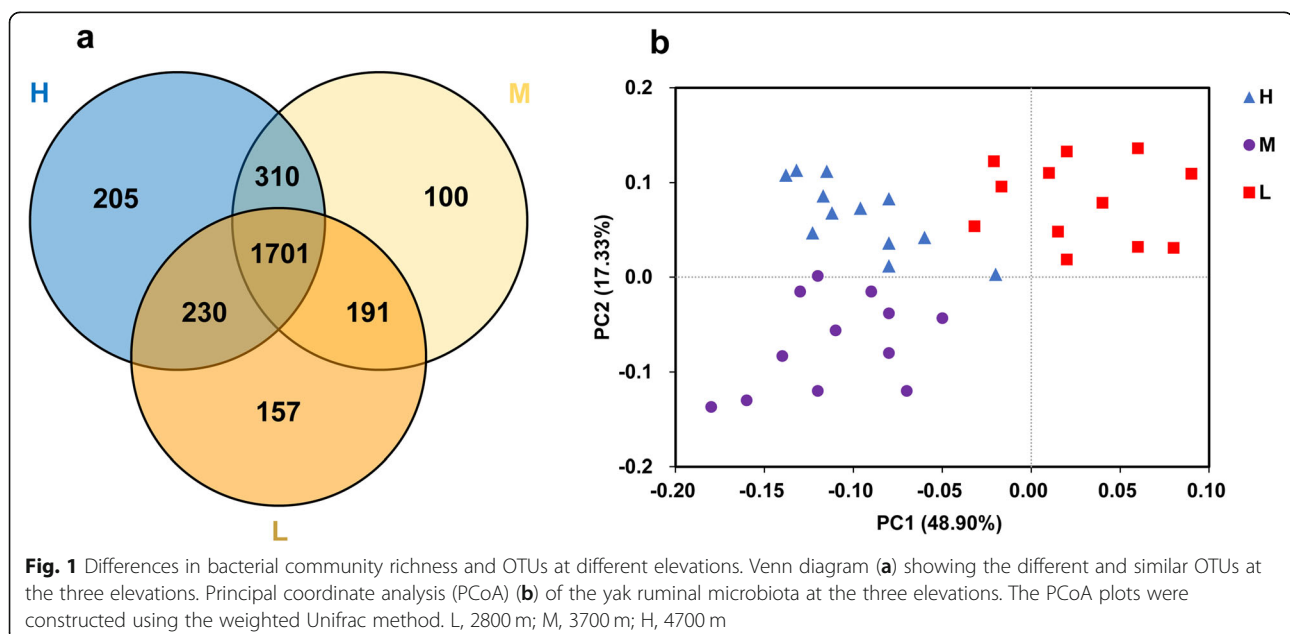 a
H
M
205
310
100
1701
230
191
157
L
b
H
M
L
0.2
0.1
0.0
-0.1
-0.2
PC2 (17.33%)
-0.20 -0.15 -0.10 -0.05 0.00 0.05 0.10
PC1 (48.90%)
Fig. 1 Differences in bacterial community richness and OTUs at different elevations. Venn diagram (a) showing the different and similar OTUs at
the three elevations. Principal coordinate analysis (PCoA) (b) of the yak ruminal microbiota at the three elevations. The PCoA plots were
constructed using the weighted Unifrac method. L, 2800 m; M, 3700 m; H, 4700 m